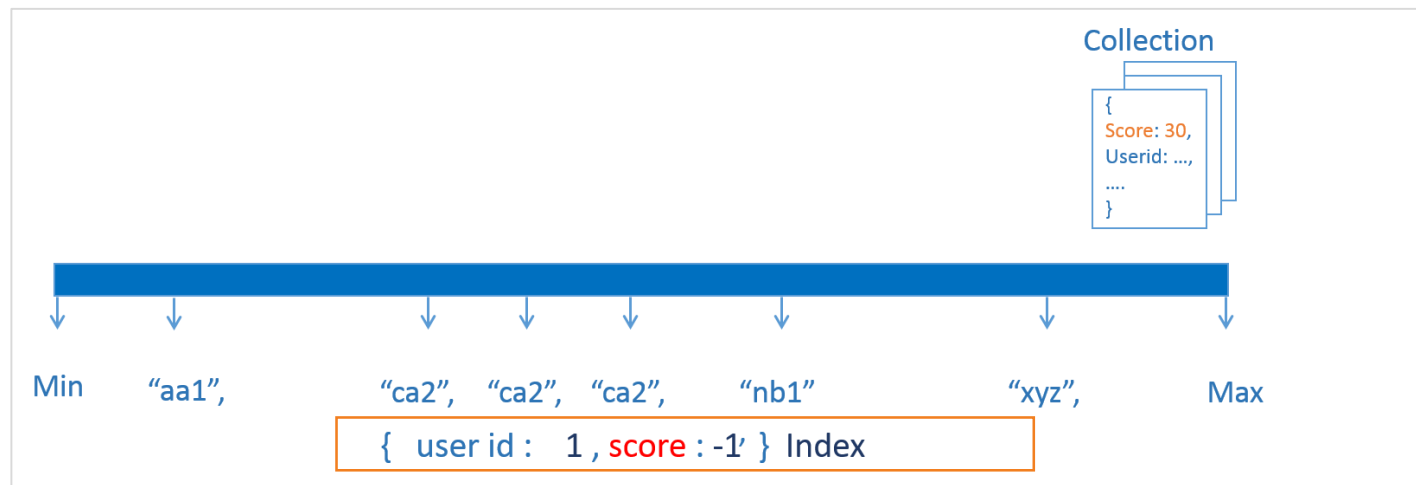 Collection
{
Score: 30,
Userid: ...,
....
}
Min “aa1”, “ca2”, “ca2”, “ca2”, “nb1” “xyz”, Max
{ user id : 1 , score : -1, } Index